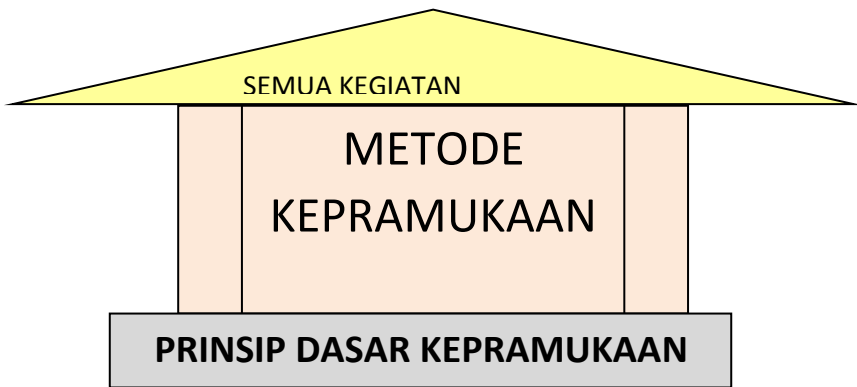 SEMUA KEGIATAN
METODE
KEPRAMUKAAN
PRINSIP DASAR KEPRAMUKAAN